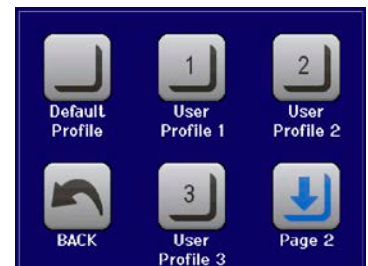 1
2
Default
Profile
User
Profile 1
User
Profile 2
3
BACK
User
Profile 3
Page 2